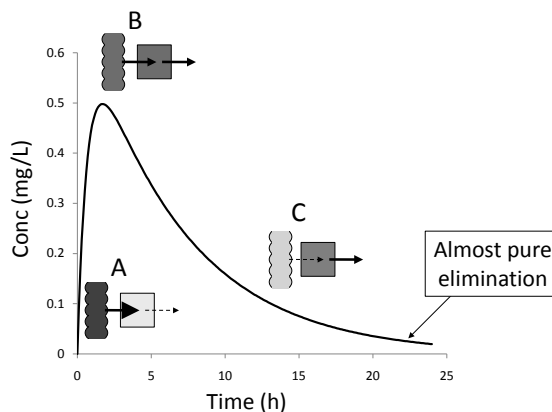 B
0.6
0.5
0.4
0.3
0.2
0.1
0
Conc (mg/L)
A
C
Almost pure
elimination
0 5 10 15 20 25
Time (h)